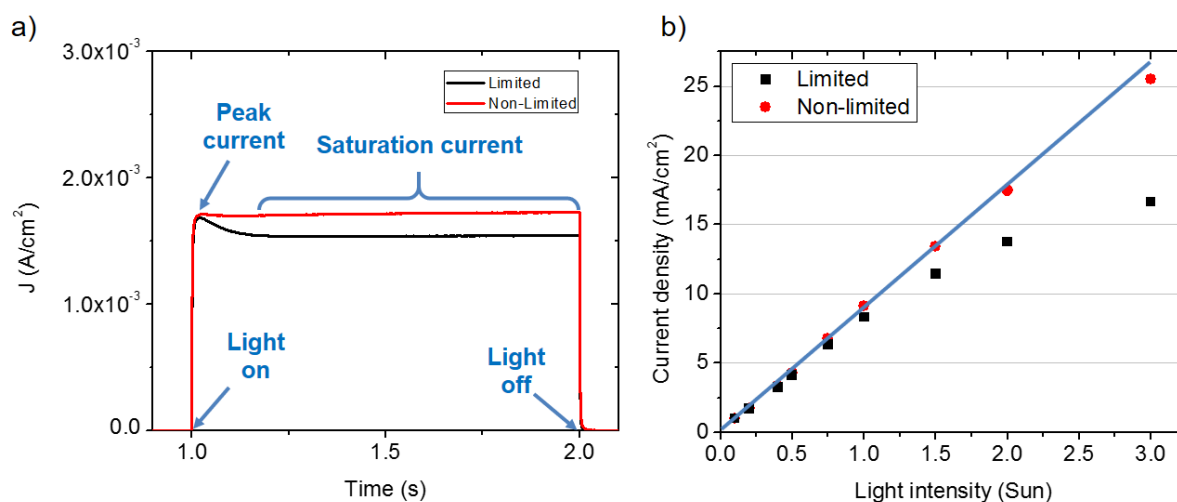 a)
3.0x10⁻³
2.0x10⁻³
1.0x10⁻³
0.0
J (A/cm²)
Limited
Non-Limited
Peak
current
Saturation current
Light
on
Light
off
1.0
1.5
2.0
Time (s)
b)
25
20
15
10
5
0
Current density (mA/cm²)
Limited
Non-limited
0.0
0.5
1.0
1.5
2.0
2.5
3.0
Light intensity (Sun)